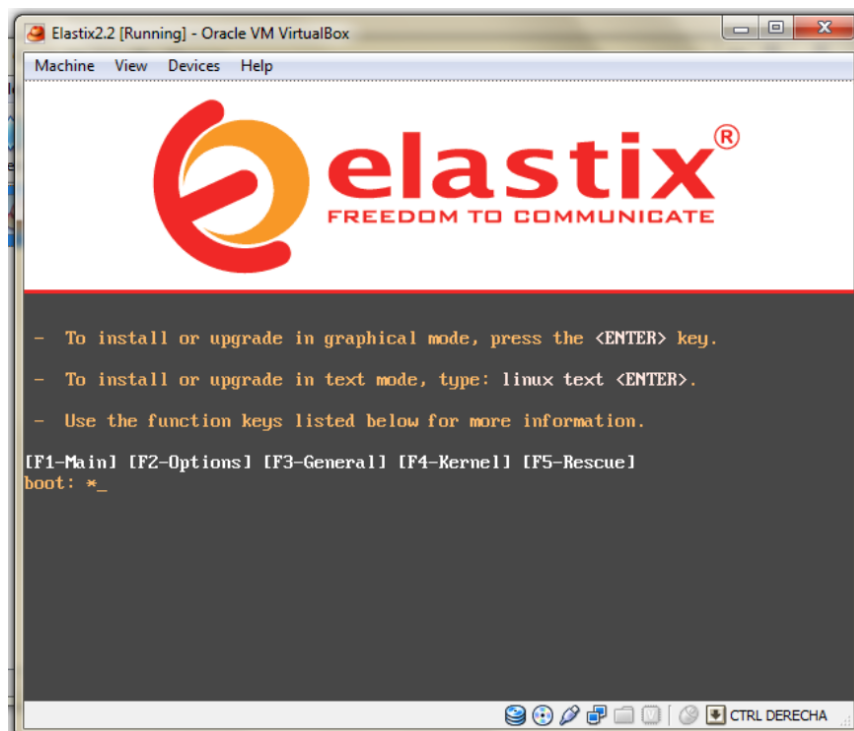 Elastix2.2 [Running] - Oracle VM VirtualBox
Machine View Devices Help
elastix®
FREEDOM TO COMMUNICATE
- To install or upgrade in graphical mode, press the <ENTER> key.
- To install or upgrade in text mode, type: linux text <ENTER>.
- Use the function keys listed below for more information.
[F1-Main] [F2-Options] [F3-General] [F4-Kernel] [F5-Rescue]
boot: *_
CTRL DERECHA